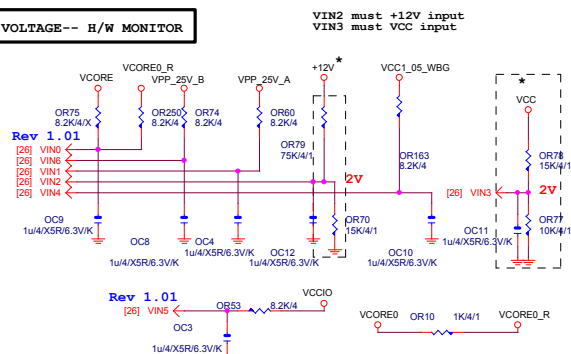 VOLTAGE-- H/W MONITOR
VIN2 must +12V input
VIN3 must VCC input
VCORE
VCORE0_R
VPP_25V_B
VPP_25V_A
+12V
*
VCC1_05_WBG
*
VCC
OR75
8.2K/4/X
OR250
8.2K/4
OR74
8.2K/4
OR60
8.2K/4
OR79
75K/4/1
OR163
8.2K/4
OR78
15K/4/1
Rev 1.01
[26] VIN0
[26] VIN6
[26] VIN1
[26] VIN2
[26] VIN4
2V
[26] VIN3
2V
OC9
1u/4/X5R/6.3V/K
OC8
1u/4/X5R/6.3V/K
OC4
1u/4/X5R/6.3V/K
OC12
1u/4/X5R/6.3V/K
OR70
15K/4/1
OC10
1u/4/X5R/6.3V/K
OC11
1u/4/X5R/6.3V/K
OR77
10K/4/1
Rev 1.01
[26] VIN5
OR53
8.2K/4
VCCIO
OC3
1u/4/X5R/6.3V/K
VCORE0
OR10
1K/4/1
VCORE0_R